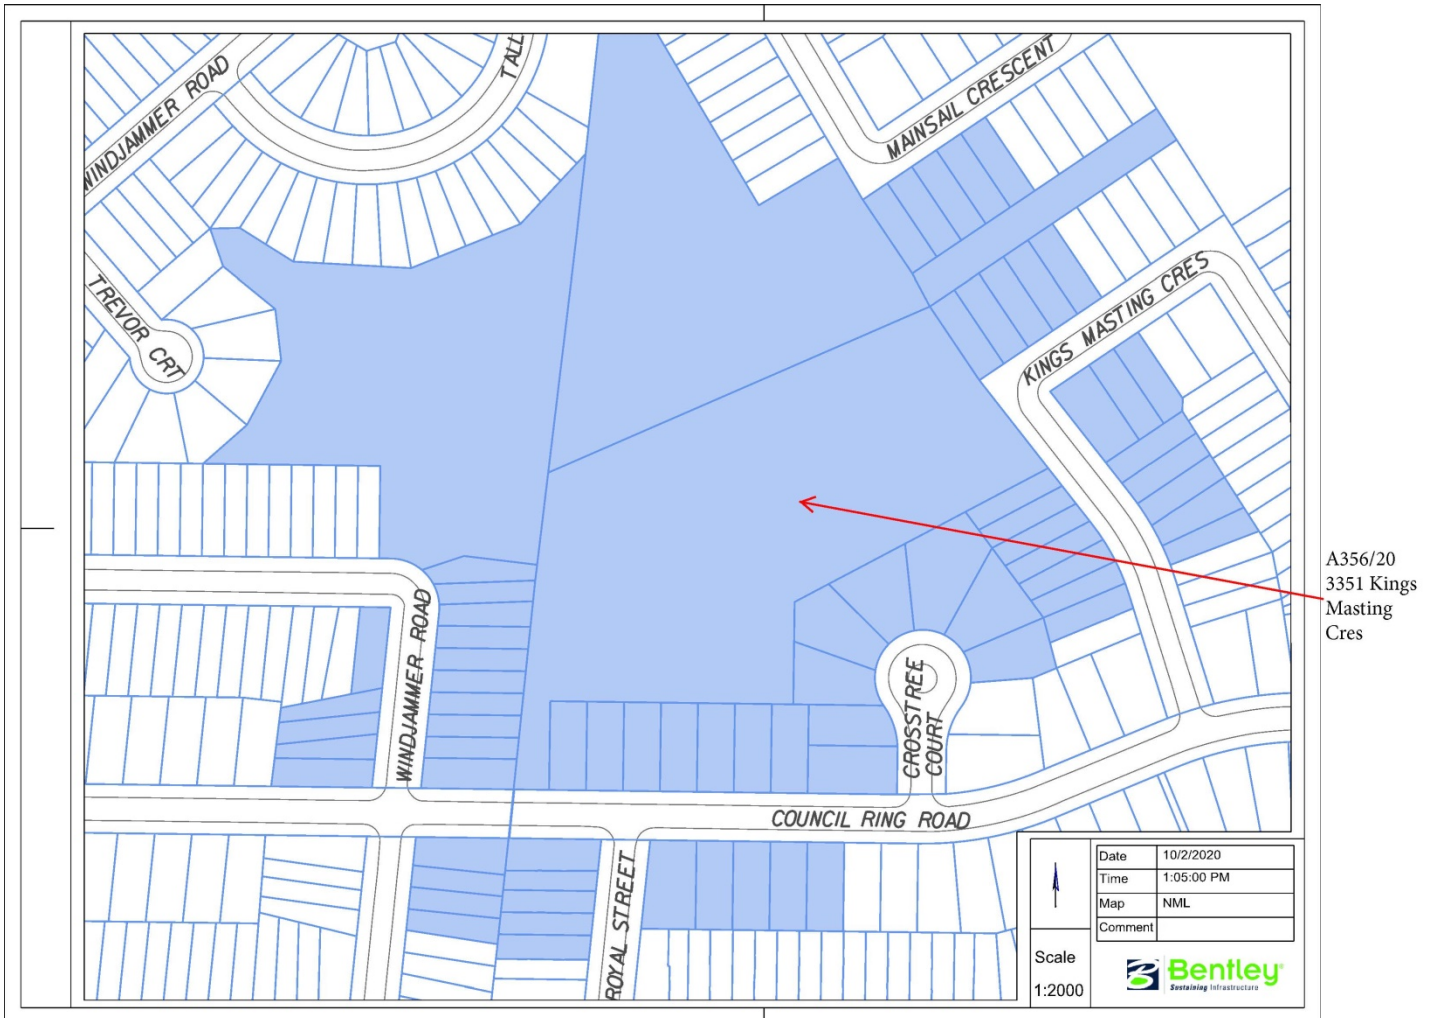 WINDJAMMER ROAD
TALL
MAINSAIL CRESCENT
TREVOR CRT
KINGS MASTING CRES
A356/20
3351 Kings
Masting
Cres
WINDJAMMER ROAD
CROSSTREE
COURT
COUNCIL RING ROAD
ROYAL STREET
Date 10/2/2020
Time 1:05:00 PM
Map NML
Comment
Scale
1:2000
Bentley
Sustaining Infrastructure